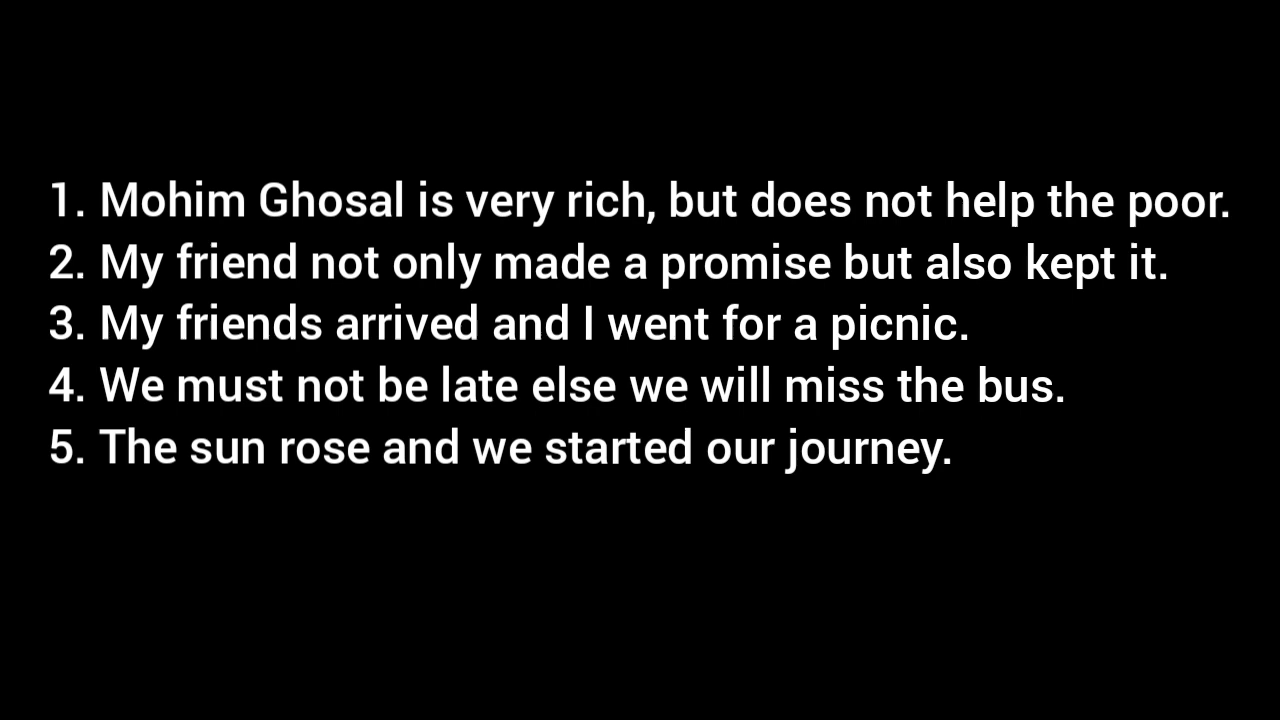 1. Mohim Ghosal is very rich, but does not help the poor.
2. My friend not only made a promise but also kept it.
3. My friends arrived and I went for a picnic.
4. We must not be late else we will miss the bus.
5. The sun rose and we started our journey.